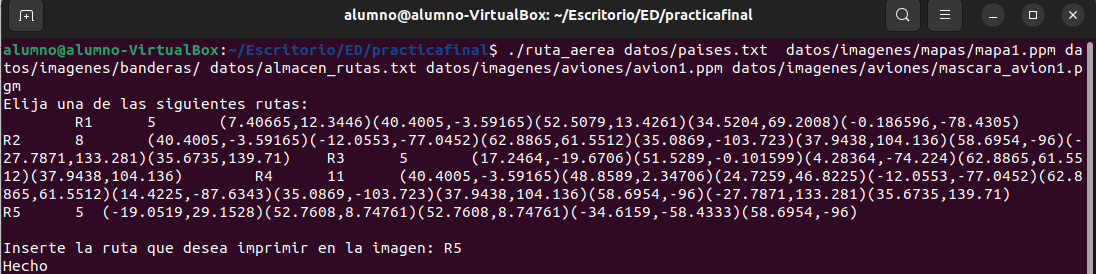 alumno@alumno-VirtualBox: ~/Escritorio/ED/practicafinal
alumno@alumno-VirtualBox:~/Escritorio/ED/practicafinal$ ./ruta_aerea datos/paises.txt  datos/imagenes/mapas/mapa1.ppm da
tos/imagenes/banderas/ datos/almacen_rutas.txt datos/imagenes/aviones/avion1.ppm datos/imagenes/aviones/mascara_avion1.p
gm
Elija una de las siguientes rutas:
R1 5 (7.40665,12.3446)(40.4005,-3.59165)(52.5079,13.4261)(34.5204,69.2008)(-0.186596,-78.4305)
R2 8 (40.4005,-3.59165)(-12.0553,-77.0452)(62.8865,61.5512)(35.0869,-103.723)(37.9438,104.136)(58.6954,-96)(-
27.7871,133.281)(35.6735,139.71) R3 5 (17.2464,-19.6706)(51.5289,-0.101599)(4.28364,-74.224)(62.8865,61.55
12)(37.9438,104.136) R4 11 (40.4005,-3.59165)(48.8589,2.34706)(24.7259,46.8225)(-12.0553,-77.0452)(62.8
865,61.5512)(14.4225,-87.6343)(35.0869,-103.723)(37.9438,104.136)(58.6954,-96)(-27.7871,133.281)(35.6735,139.71)
R5 5 (-19.0519,29.1528)(52.7608,8.74761)(52.7608,8.74761)(-34.6159,-58.4333)(58.6954,-96)
Inserte la ruta que desea imprimir en la imagen: R5
Hecho